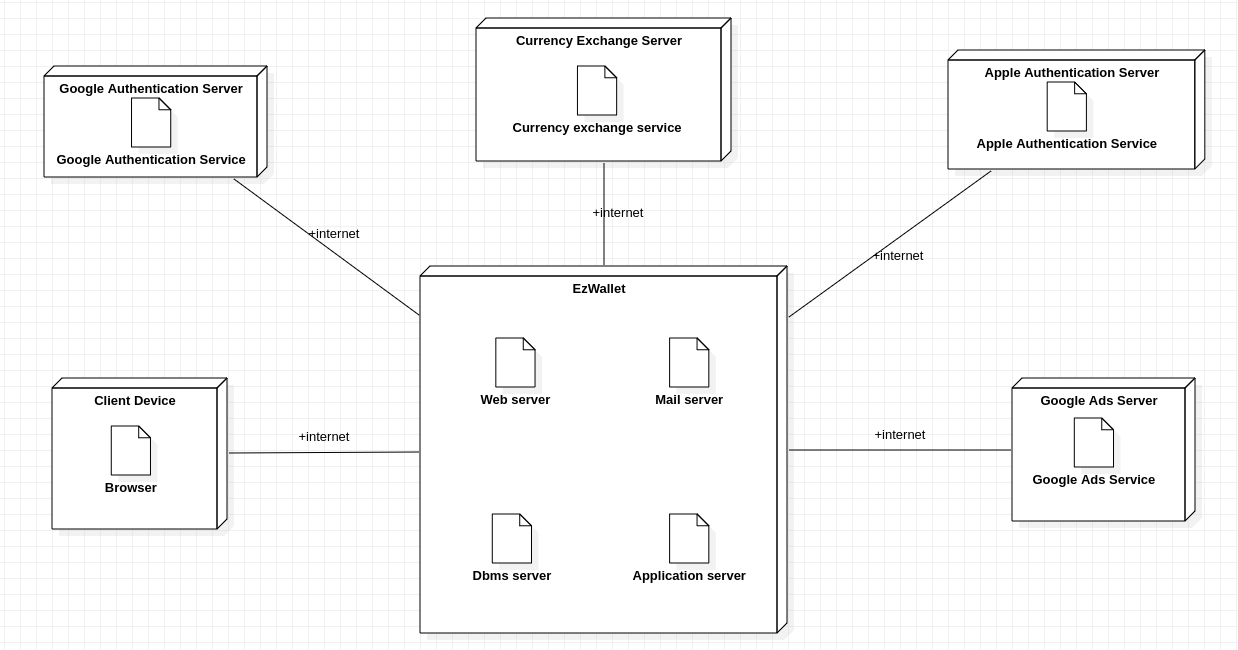 Currency Exchange Server
Currency exchange service
Google Authentication Server
Google Authentication Service
Apple Authentication Server
Apple Authentication Service
+internet
+internet
+internet
EzWallet
Web server
Mail server
Dbms server
Application server
Client Device
Browser
+internet
+internet
Google Ads Server
Google Ads Service